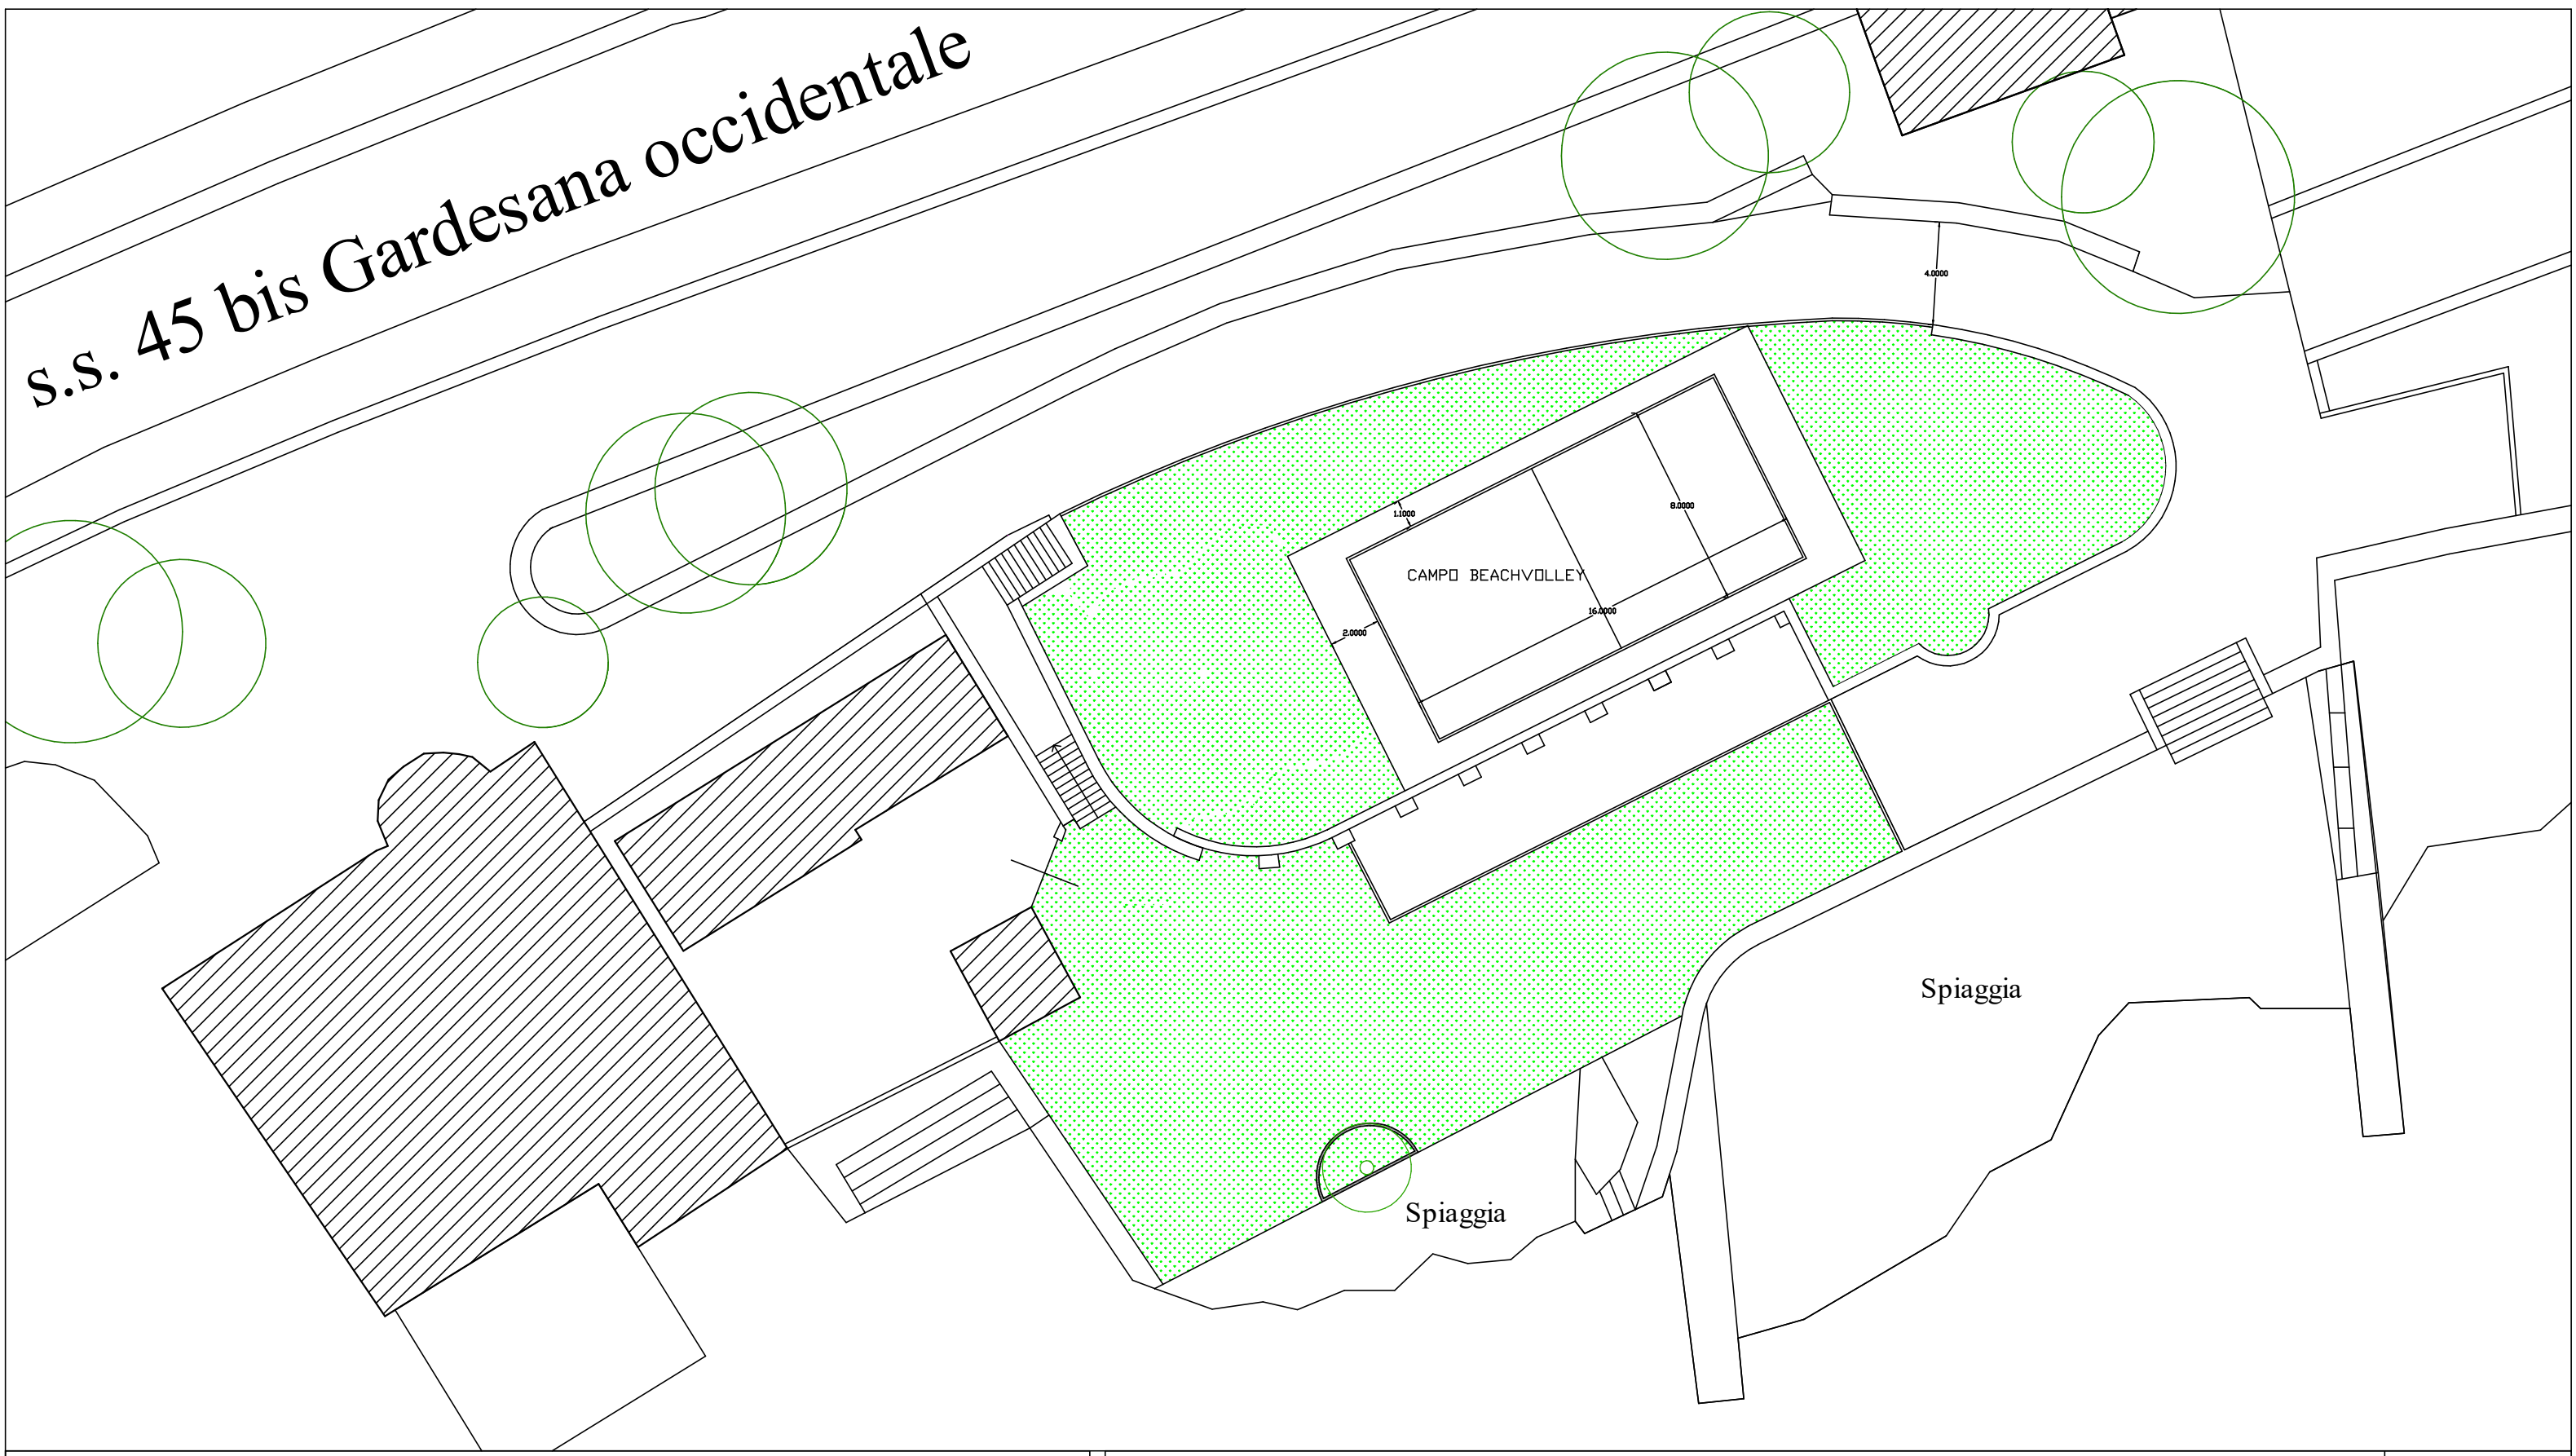 s.s. 45 bis Gardesana occidentale
4.0000
1.1000
8.0000
CAMPO BEACHVOLLEY
16.0000
2.0000
Spiaggia
Spiaggia